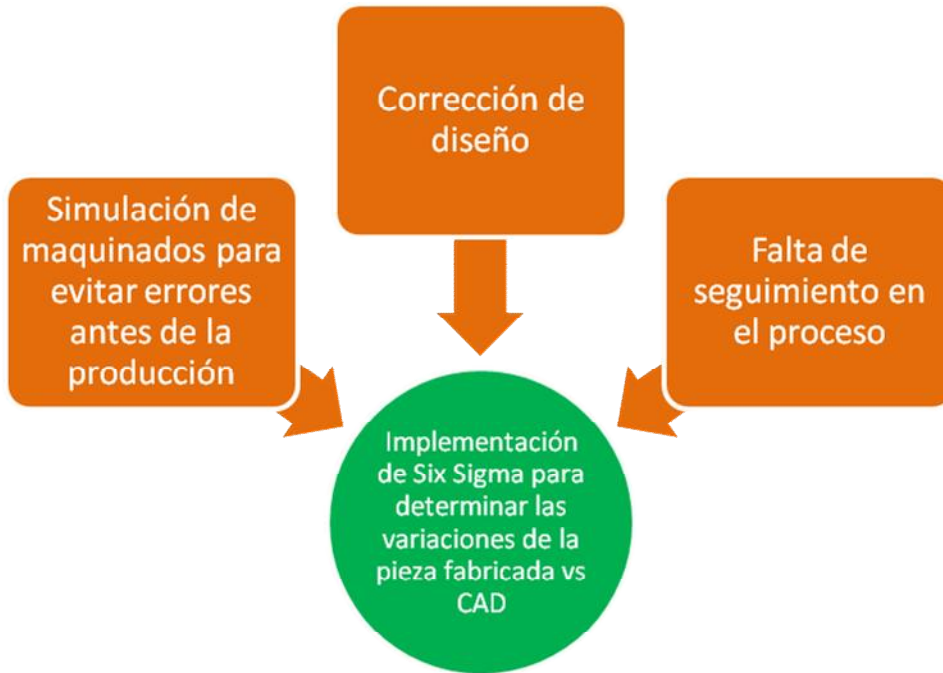 Corrección de
diseño
Simulación de
maquinados para
evitar errores
antes de la
producción
Falta de
seguimiento en
el proceso
Implementación
de Six Sigma para
determinar las
variaciones de la
pieza fabricada vs
CAD